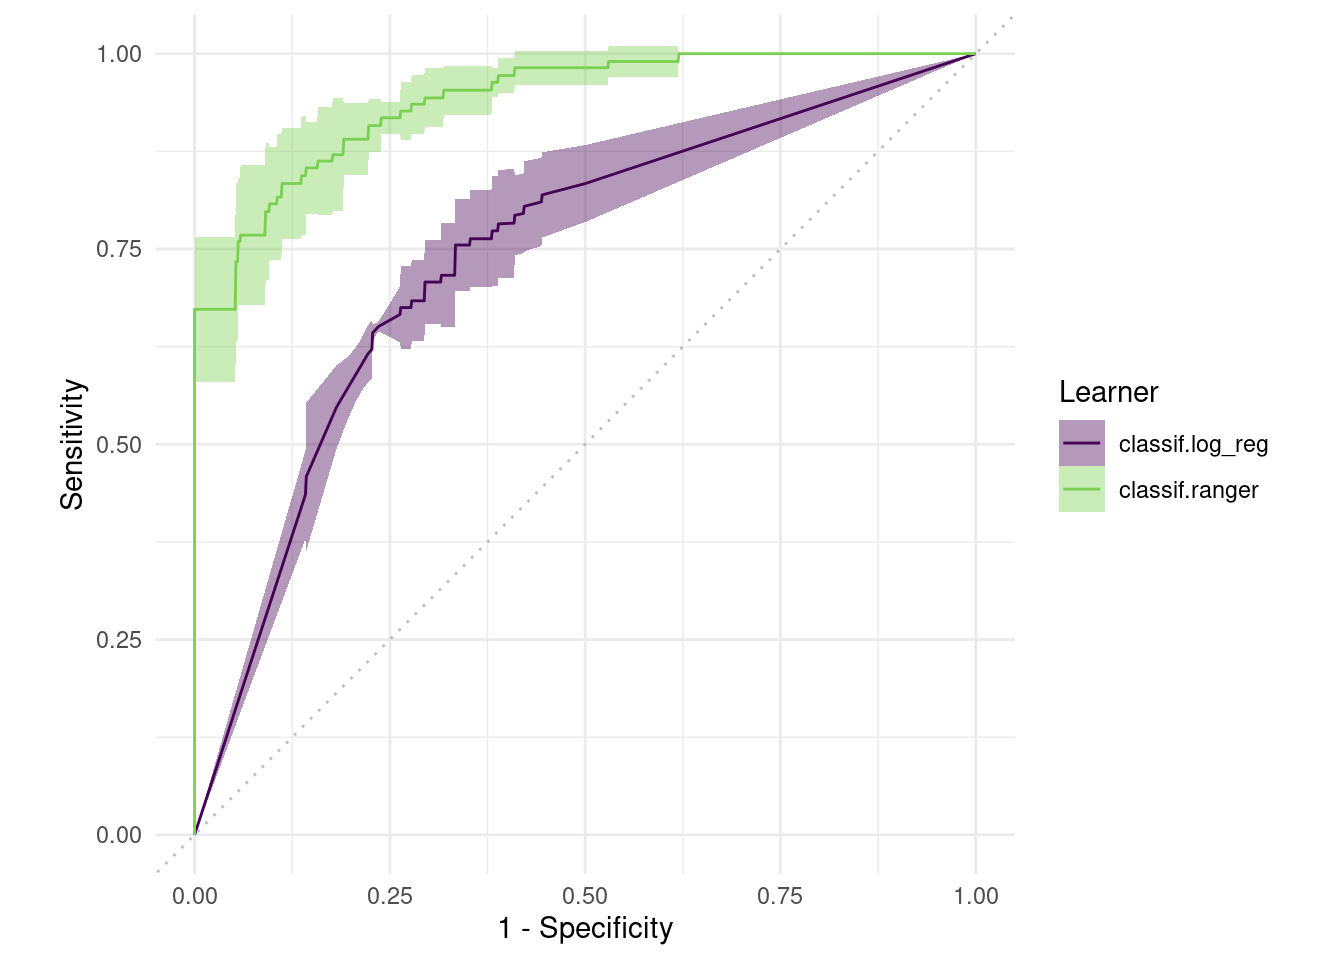 1.00
0.75
0.50
0.25
0.00
Sensitivity
0.00 0.25 0.50 0.75 1.00
1 - Specificity
Learner
classif.log_reg
classif.ranger